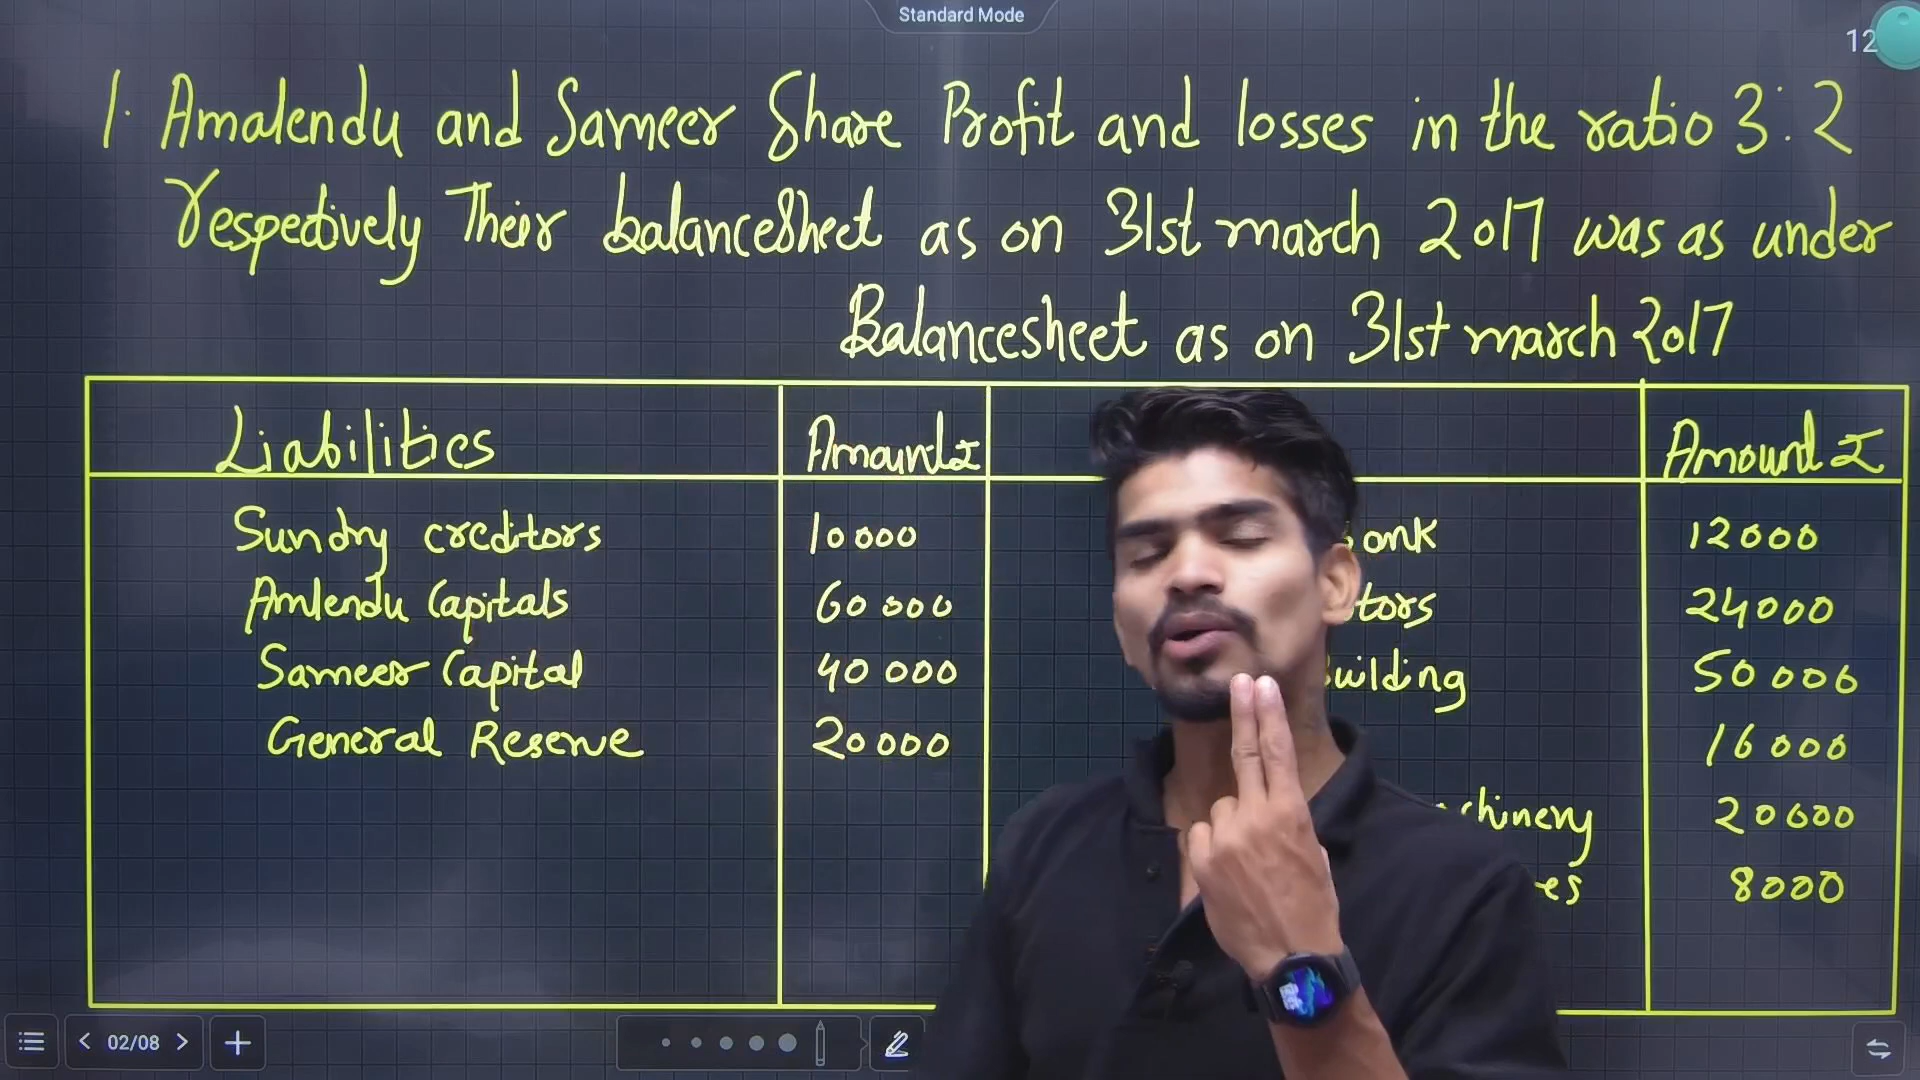 Standard Mode
12
1. Amalendu and Sameer Share Profit and losses in the ratio 3:2
respectively Their balancesheet as on 31st march 2017 was as under
Balancesheet as on 31st march 2017
Liabilities Amount ₹ Amount ₹
Sundry creditors 10000 12000
Amlendu Capitals 60000 24000
Sameer Capital 40000 50000
General Reserve 20000 16000
20000
8000
02/08